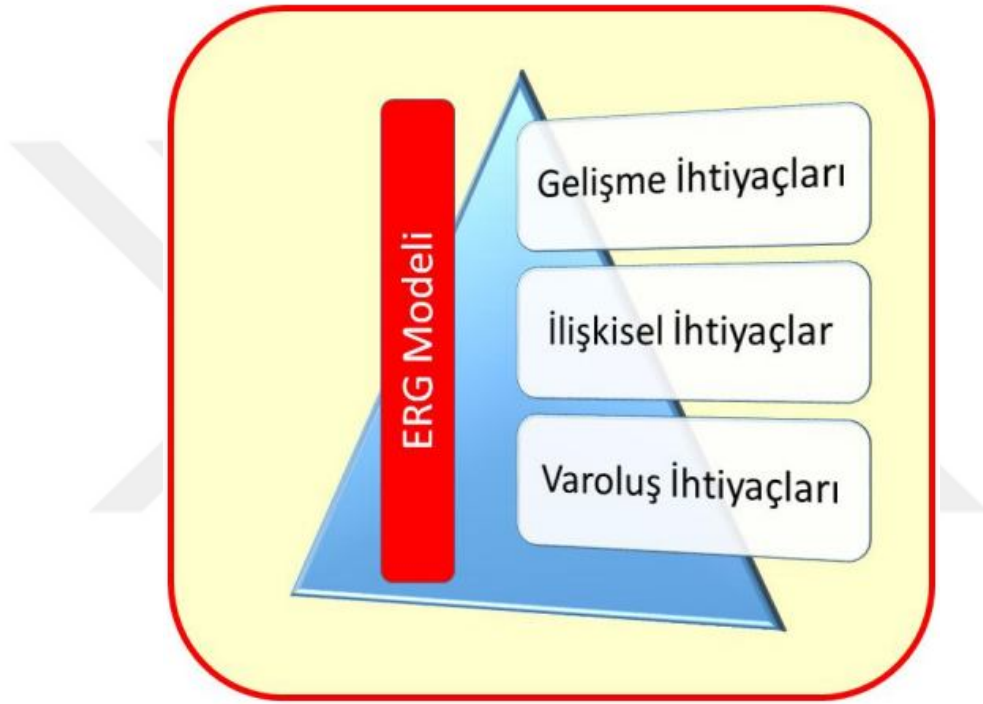 ERG Modeli
Gelişme İhtiyaçları
İlişkisel İhtiyaçlar
Varoluş İhtiyaçları